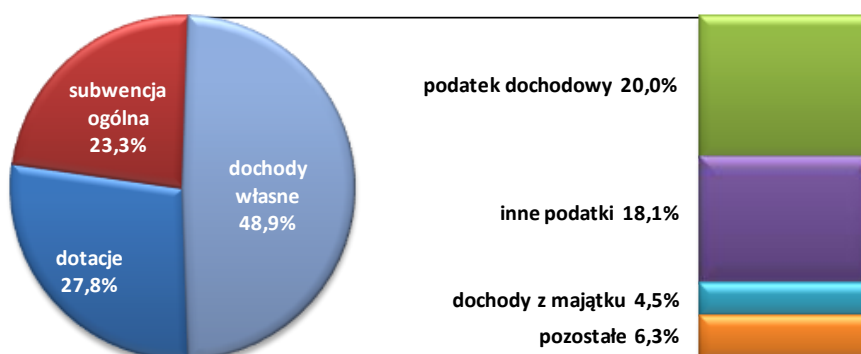 subwencja
ogólna
23,3%
dochody
własne
48,9%
dotacje
27,8%
podatek dochodowy 20,0%
inne podatki 18,1%
dochody z majątku 4,5%
pozostałe 6,3%